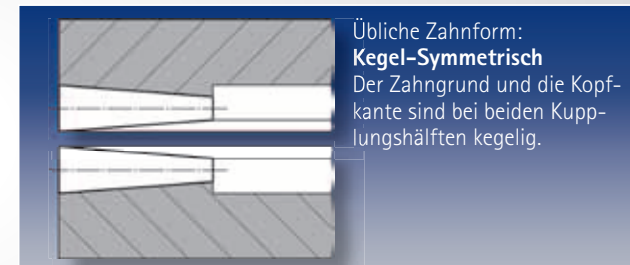 Übliche Zahnform:
Kegel-Symmetrisch
Der Zahngrund und die Kopf-
kante sind bei beiden Kupp-
lungshälften kegelig.